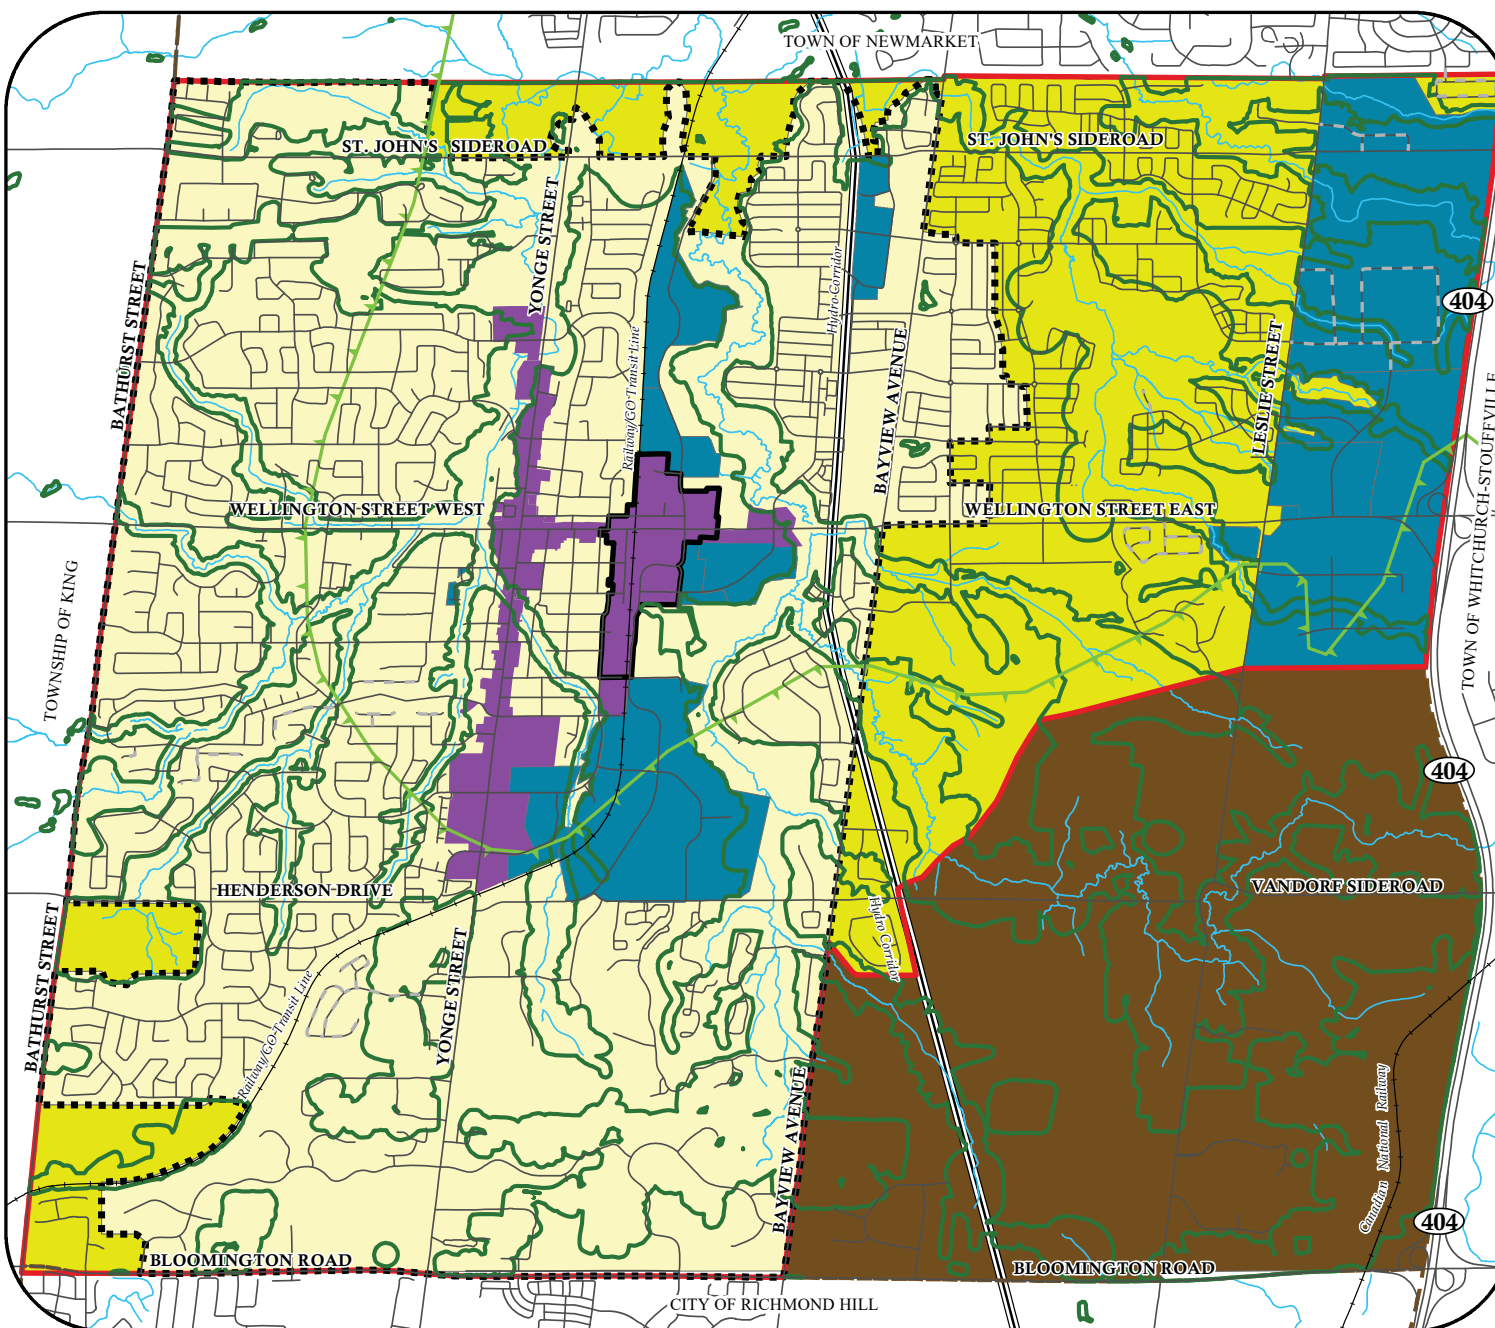 TOWN OF NEWMARKET
ST. JOHN'S SIDEROAD
ST. JOHN'S SIDEROAD
YONGE STREET
BATHURST STREET
Hydro Corridor
404
Railway/GO Transit Line
BAYVIEW AVENUE
LESLIE STREET
TOWN OF WHITCHURCH-STOUFFVILLE
WELLINGTON STREET WEST
WELLINGTON STREET EAST
TOWNSHIP OF KING
404
HENDERSON DRIVE
VANDORF SIDEROAD
Hydro Corridor
BATHURST STREET
YONGE STREET
Railway/GO Transit Line
BAYVIEW AVENUE
Canadian National Railway
404
BLOOMINGTON ROAD
BLOOMINGTON ROAD
CITY OF RICHMOND HILL